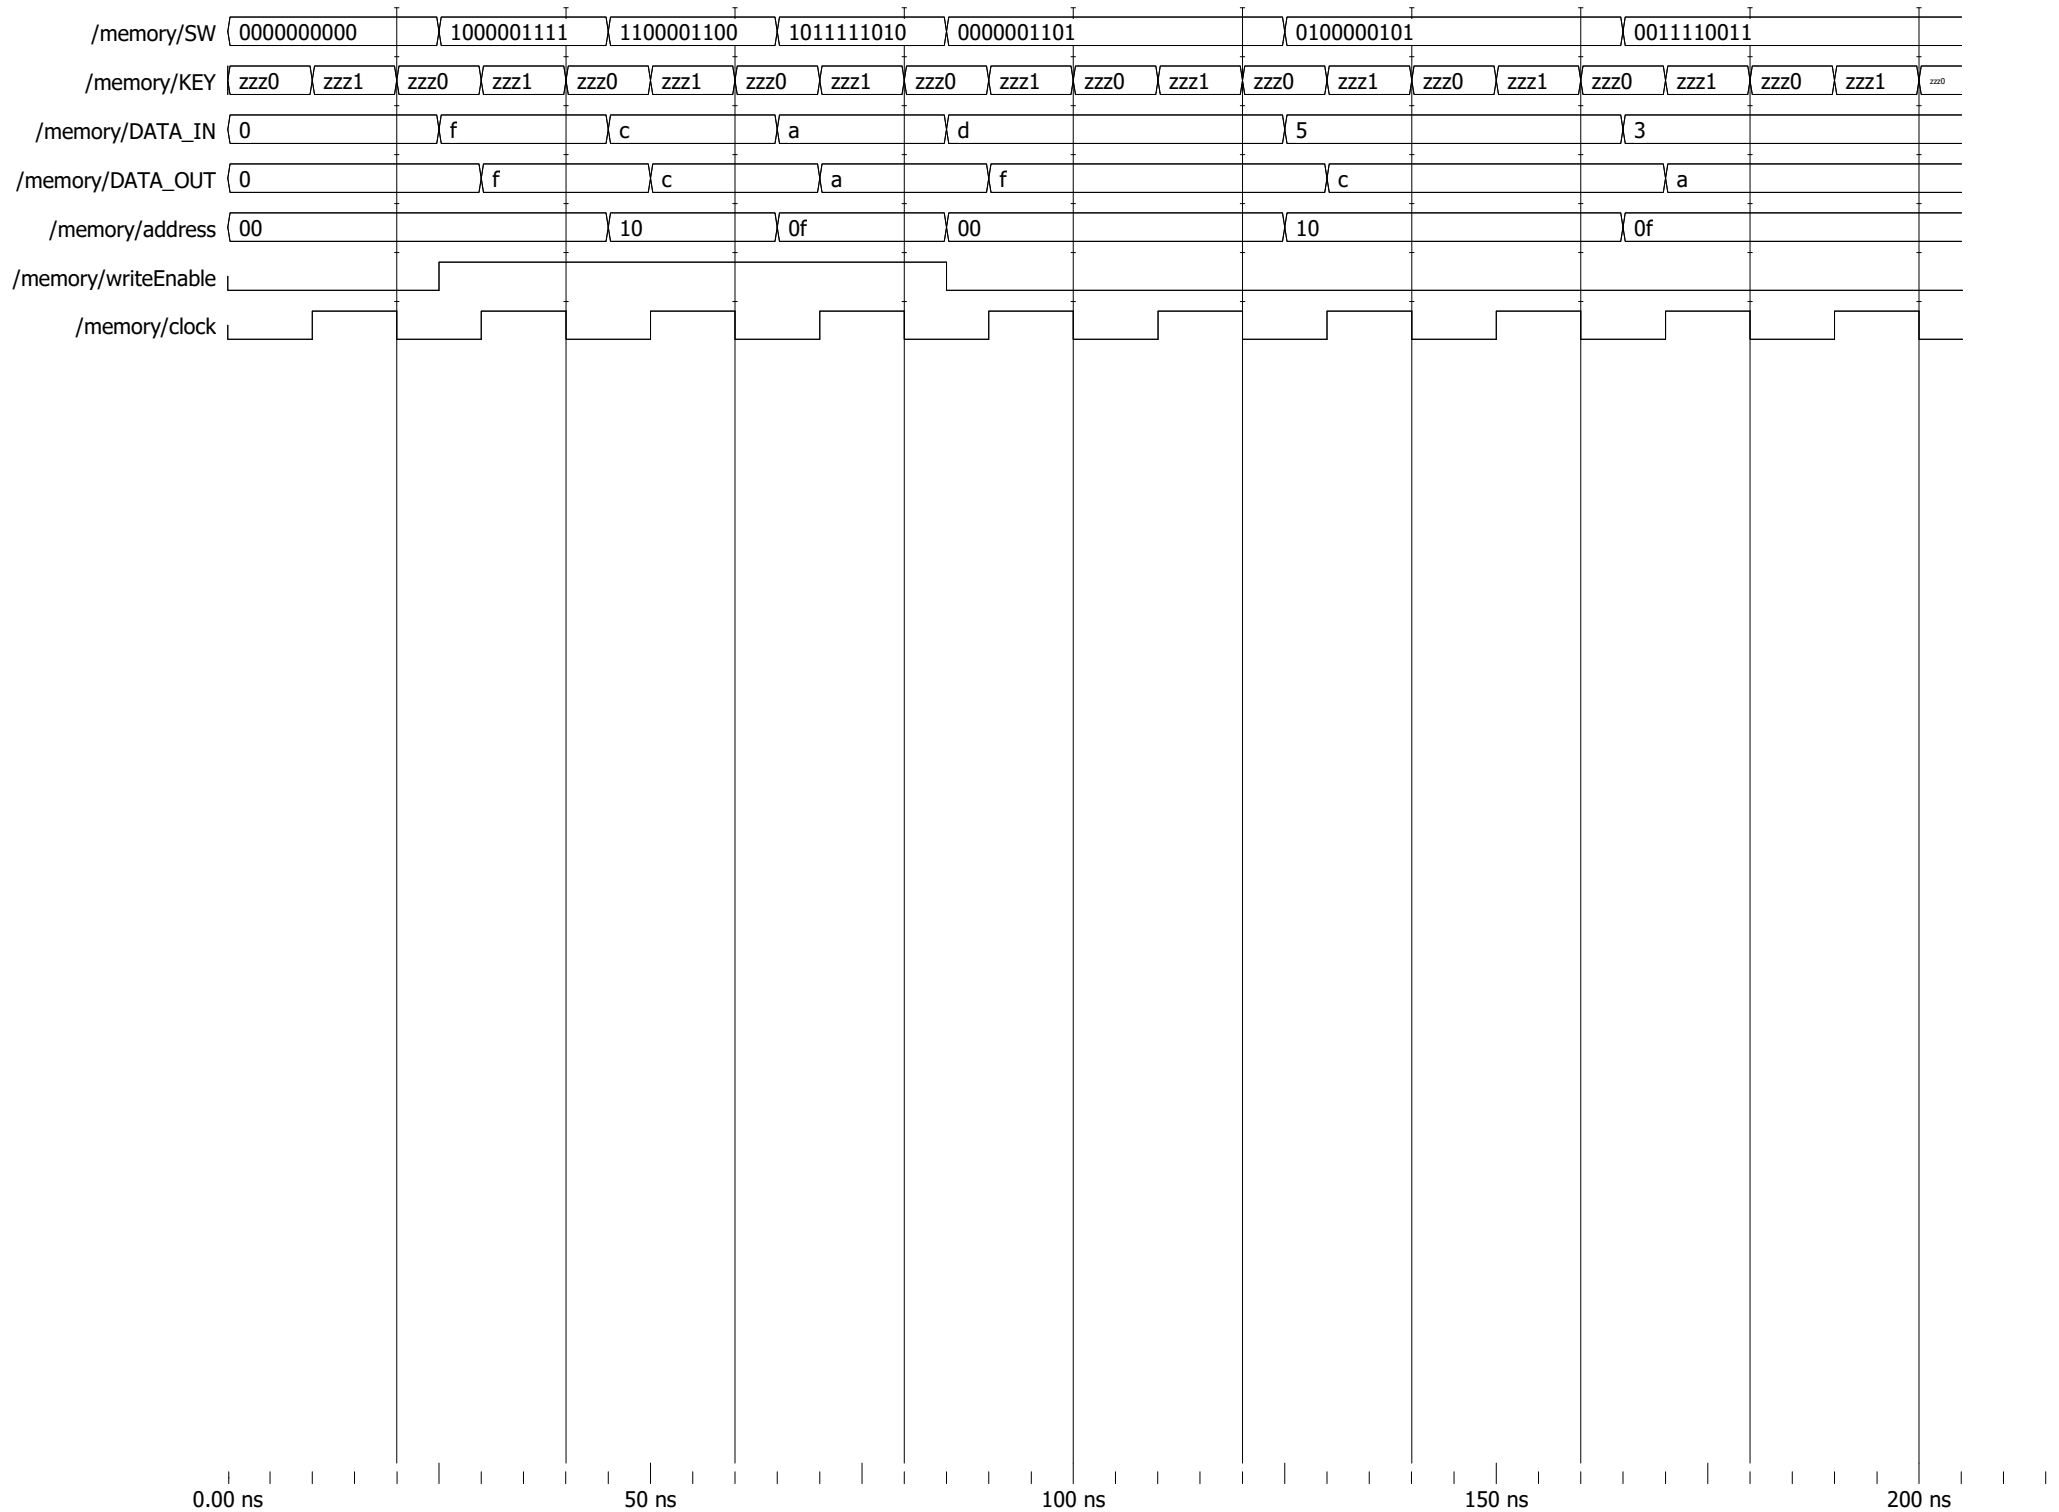 /memory/SW 0000000000 1000001111 1100001100 1011111010 0000001101 0100000101 0011110011
/memory/KEY zzz0 zzz1 zzz0 zzz1 zzz0 zzz1 zzz0 zzz1 zzz0 zzz1 zzz0 zzz1 zzz0 zzz1 zzz0 zzz1 zzz0 zzz1 zzz0 zzz1 zzz0
/memory/DATA_IN 0 f c a d 5 3
/memory/DATA_OUT 0 f c a f c a
/memory/address 00 10 0f 00 10 0f
/memory/writeEnable
/memory/clock
0.00 ns 50 ns 100 ns 150 ns 200 ns